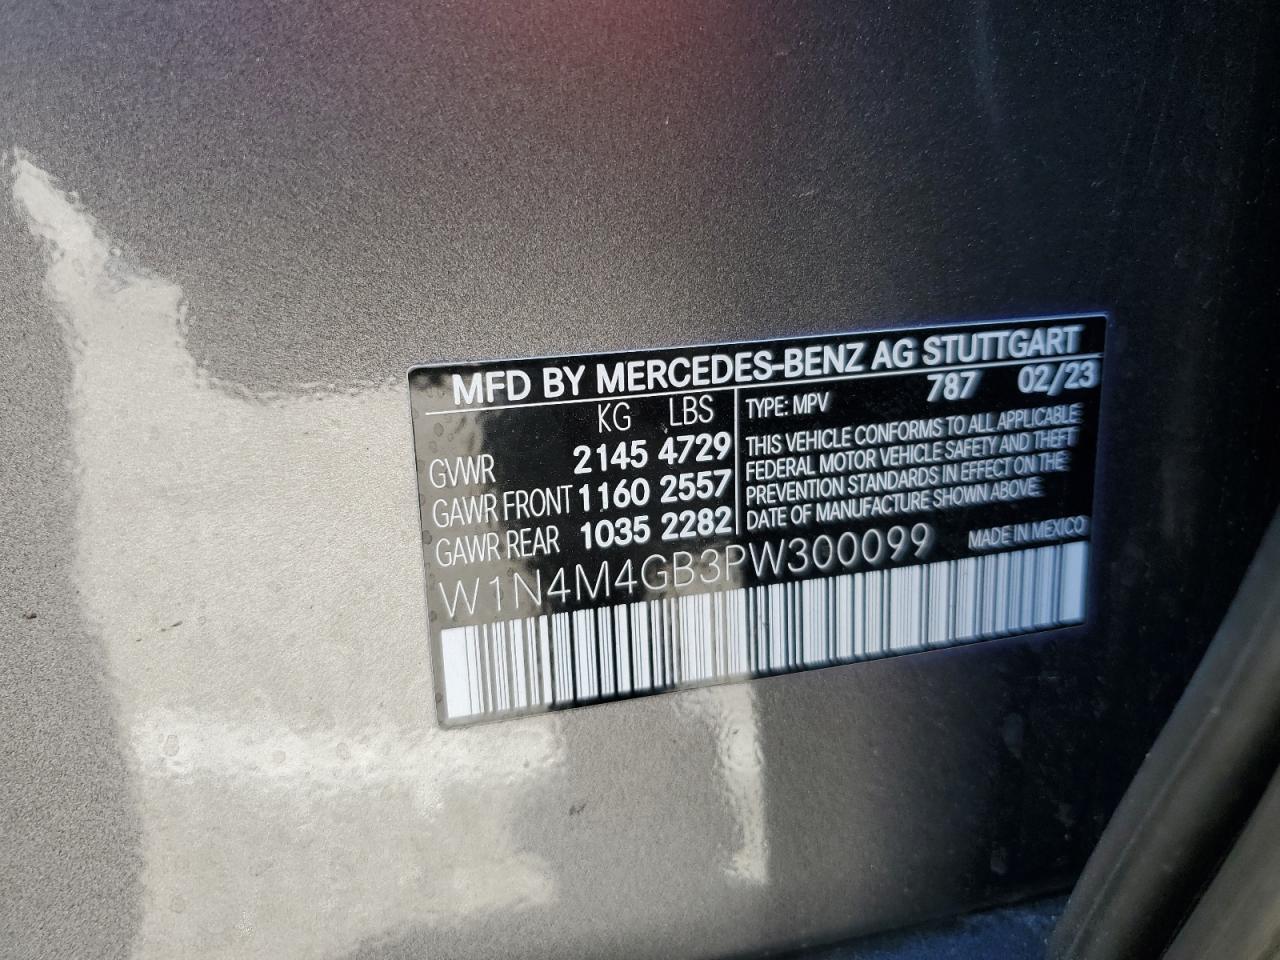 MFD BY MERCEDES-BENZ AG STUTTGART
KG LBS
GVWR 2145 4729
GAWR FRONT 1160 2557
GAWR REAR 1035 2282
TYPE: MPV 787 02/23
THIS VEHICLE CONFORMS TO ALL APPLICABLE
FEDERAL MOTOR VEHICLE SAFETY AND THEFT
PREVENTION STANDARDS IN EFFECT ON THE
DATE OF MANUFACTURE SHOWN ABOVE.
W1N4M4GB3PW300099 MADE IN MEXICO